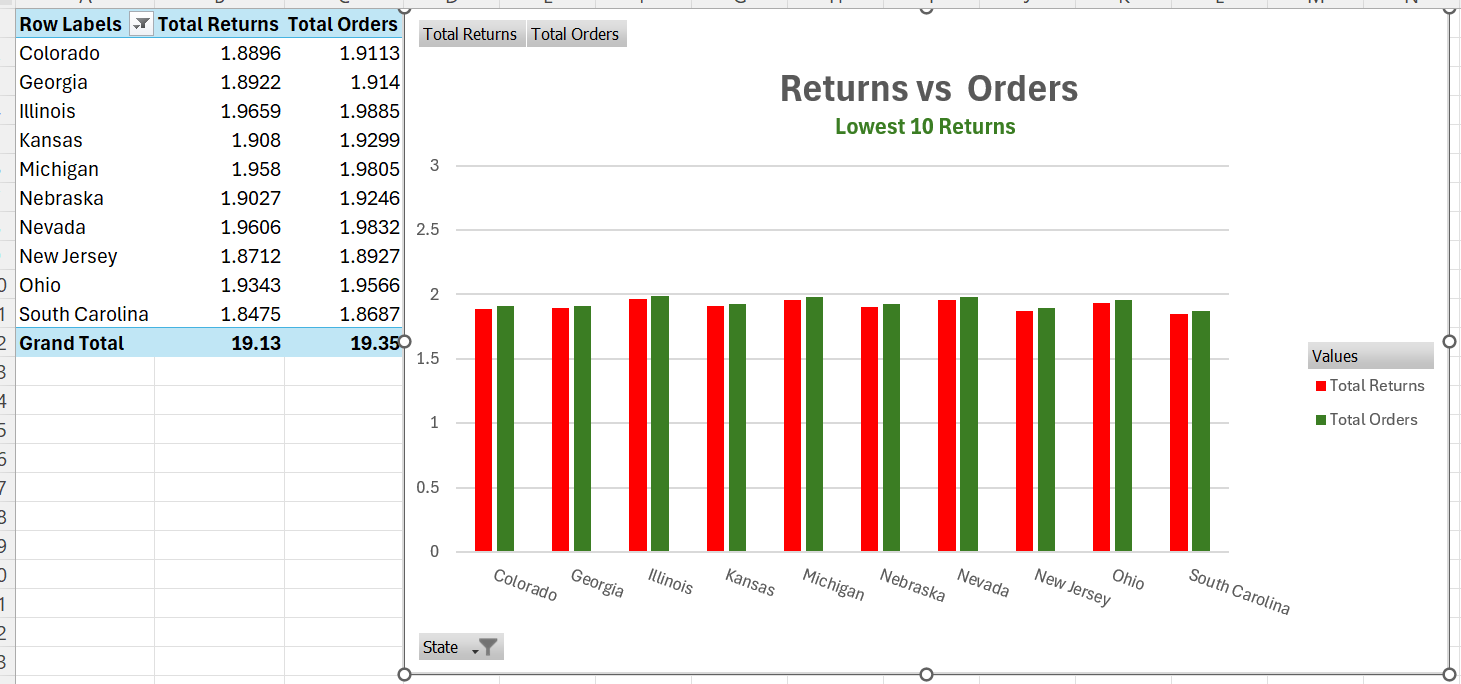 Row Labels Total Returns Total Orders
Colorado 1.8896 1.9113
Georgia 1.8922 1.914
Illinois 1.9659 1.9885
Kansas 1.908 1.9299
Michigan 1.958 1.9805
Nebraska 1.9027 1.9246
Nevada 1.9606 1.9832
New Jersey 1.8712 1.8927
Ohio 1.9343 1.9566
South Carolina 1.8475 1.8687
Grand Total 19.13 19.35
Total Returns Total Orders
Returns vs Orders
Lowest 10 Returns
3
2.5
2
1.5
1
0.5
0
Colorado Georgia Illinois Kansas Michigan Nebraska Nevada New Jersey Ohio South Carolina
Values
Total Returns
Total Orders
State